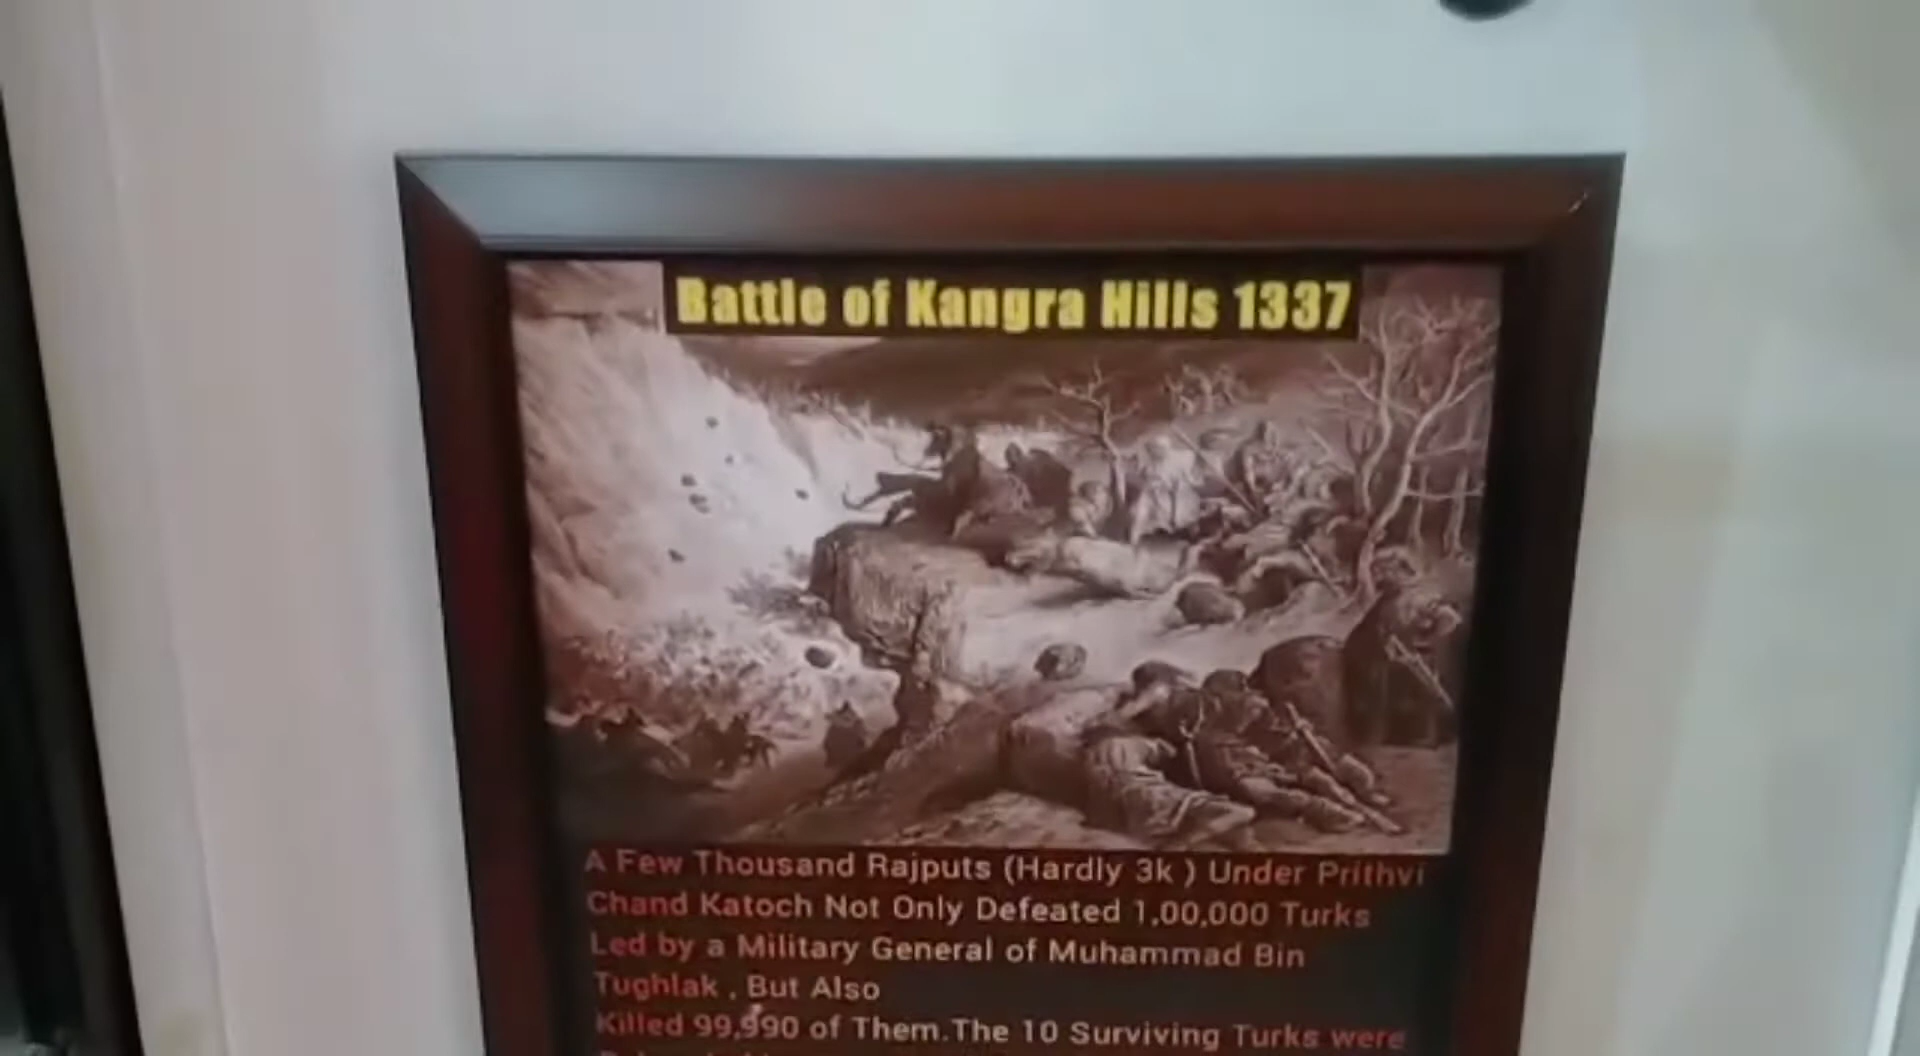 Battle of Kangra Hills 1337
A Few Thousand Rajputs (Hardly 3k ) Under Prithvi
Chand Katoch Not Only Defeated 1,00,000 Turks
Led by a Military General of Muhammad Bin
Tughlak , But Also
Killed 99,990 of Them.The 10 Surviving Turks were